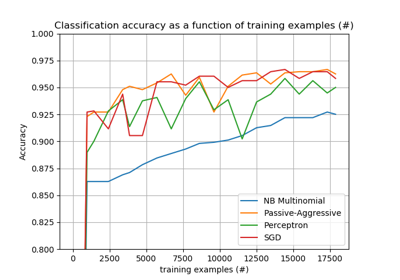 Classification accuracy as a function of training examples (#)
1.000
0.975
0.950
0.925
0.900
0.875
0.850
0.825
0.800
Accuracy
NB Multinomial
Passive-Aggressive
Perceptron
SGD
0 2500 5000 7500 10000 12500 15000 17500
training examples (#)